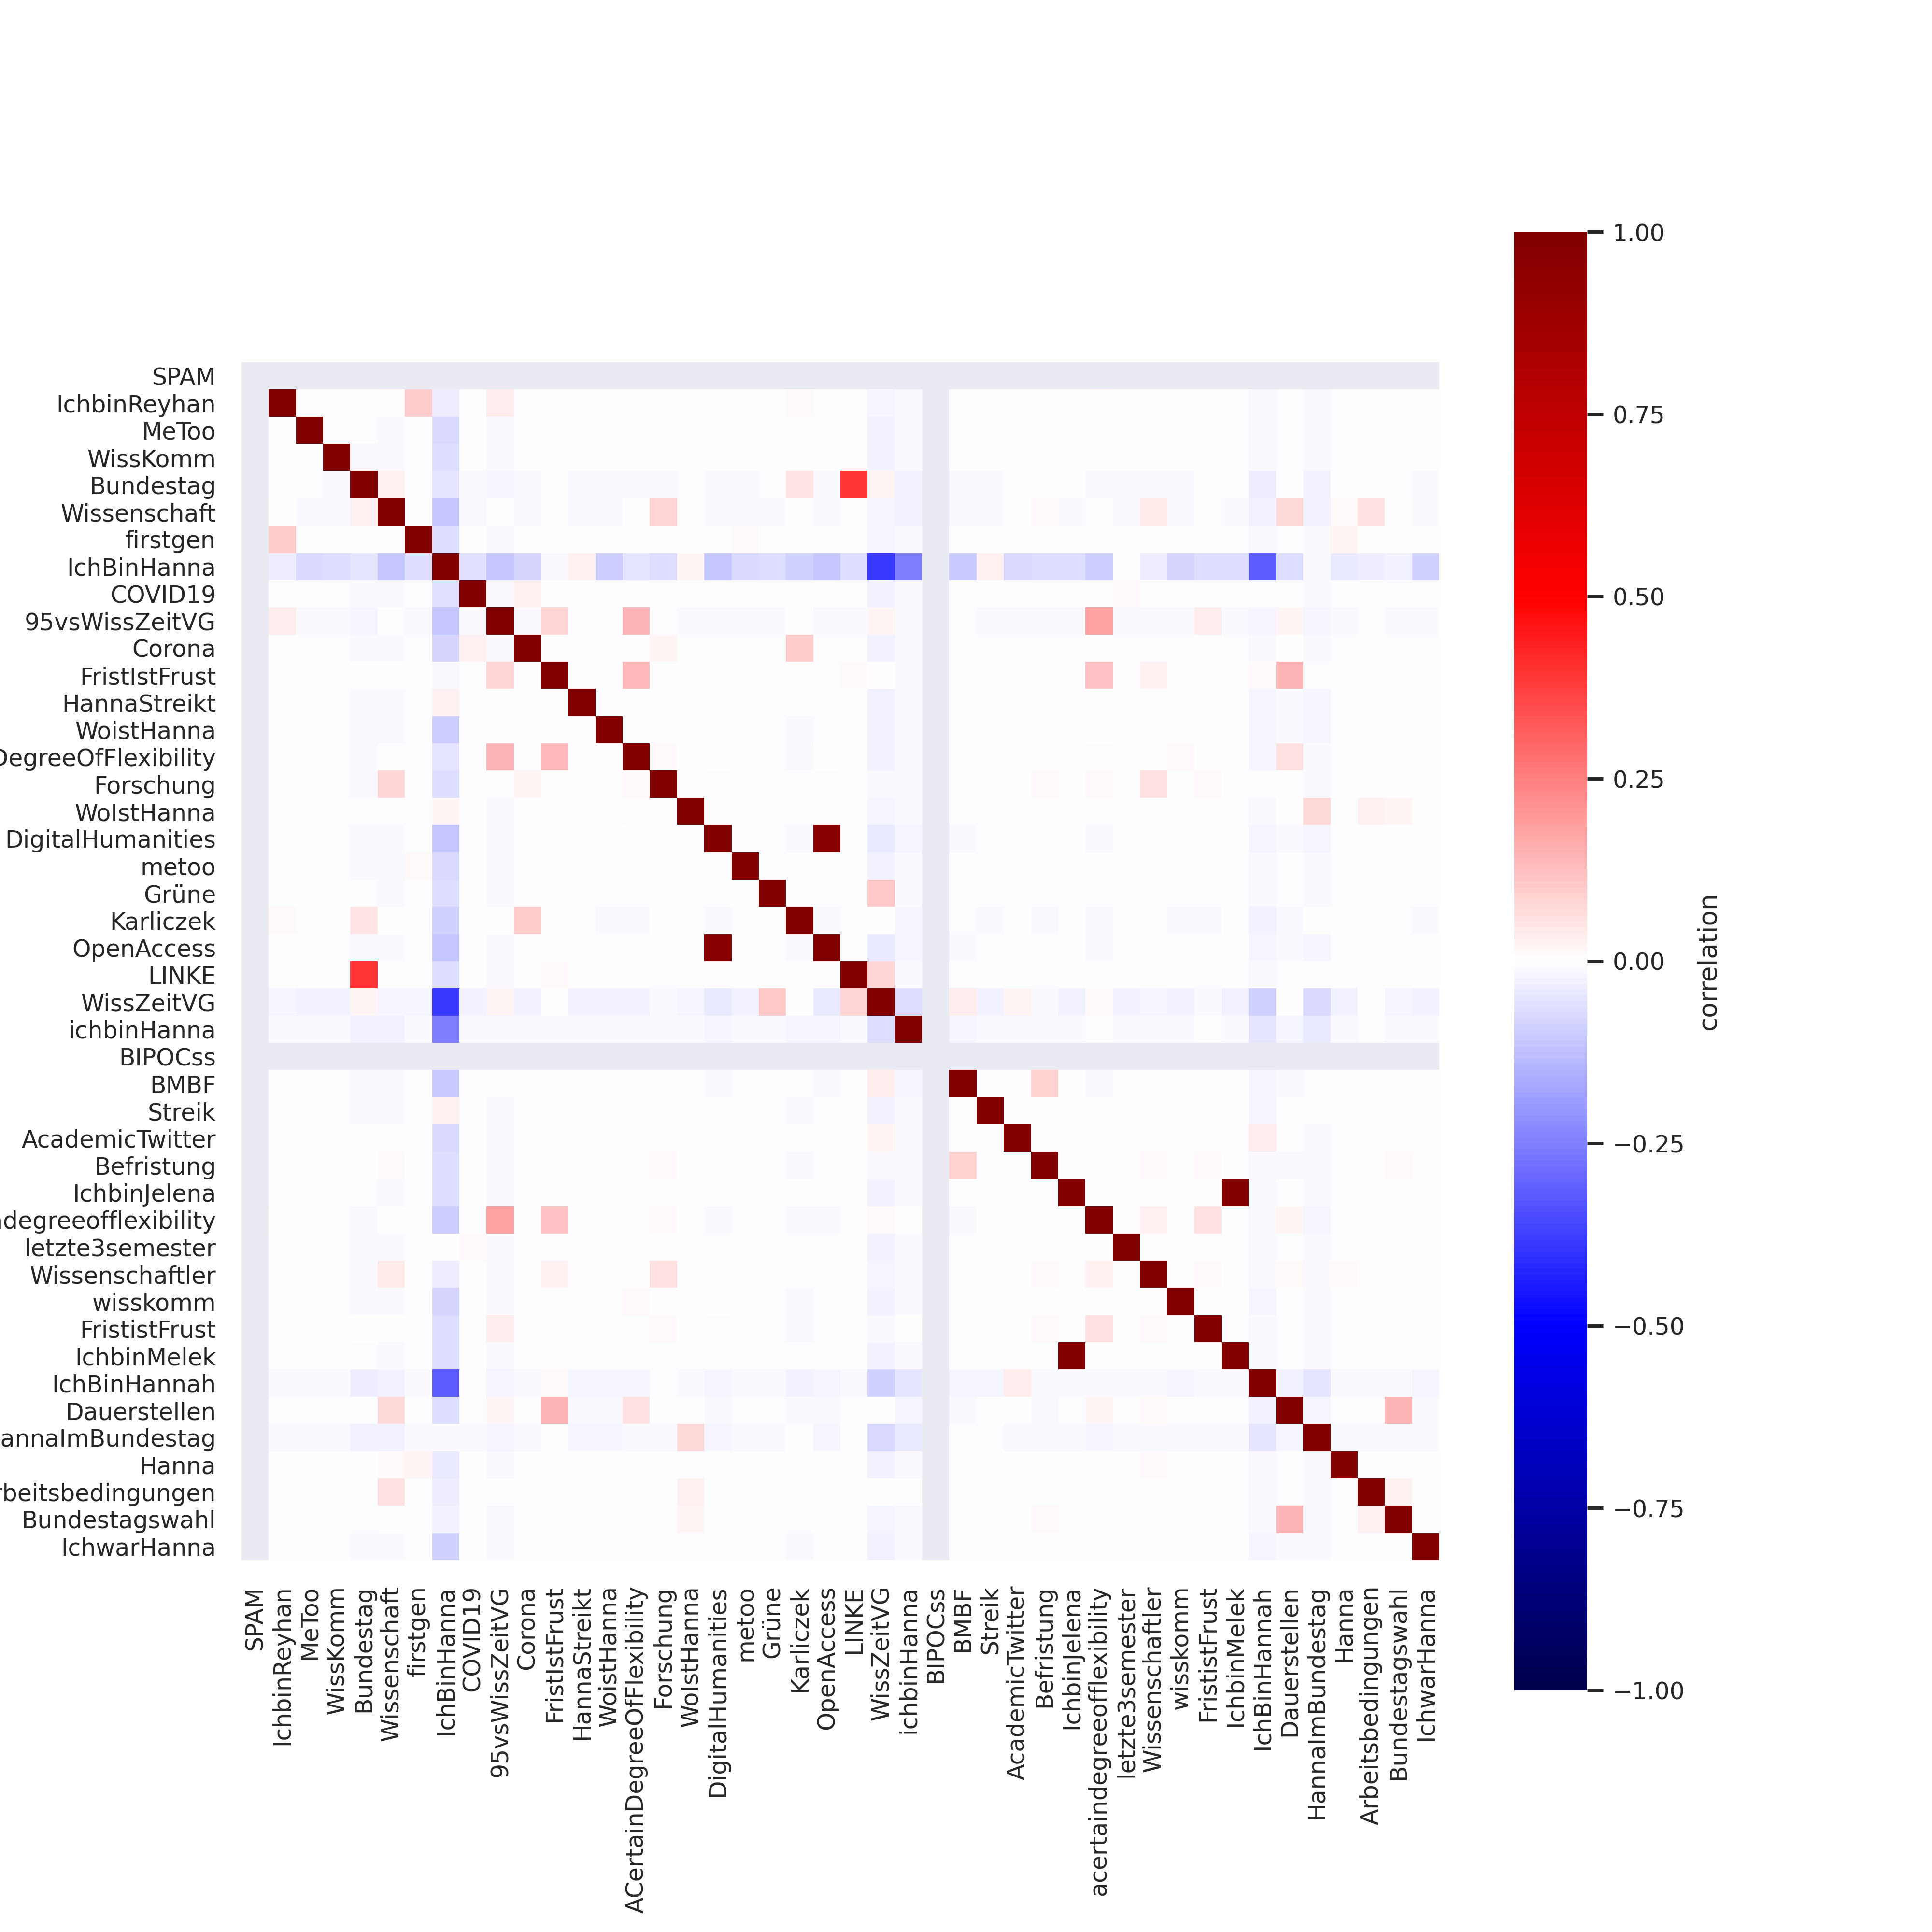 SPAM
IchbinReyhan
MeToo
WissKomm
Bundestag
Wissenschaft
firstgen
IchBinHanna
COVID19
95vsWissZeitVG
Corona
FristIstFrust
HannaStreikt
WoistHanna
DegreeOfFlexibility
Forschung
WoIstHanna
DigitalHumanities
metoo
Grüne
Karliczek
OpenAccess
LINKE
WissZeitVG
ichbinHanna
BIPOCss
BMBF
Streik
AcademicTwitter
Befristung
IchbinJelena
degreeofflexibility
letzte3semester
Wissenschaftler
wisskomm
FrististFrust
IchbinMelek
IchBinHannah
Dauerstellen
annaImBundestag
Hanna
rbeitsbedingungen
Bundestagswahl
IchwarHanna
SPAM
IchbinReyhan
MeToo
WissKomm
Bundestag
Wissenschaft
firstgen
IchBinHanna
COVID19
95vsWissZeitVG
Corona
FristIstFrust
HannaStreikt
WoistHanna
ACertainDegreeOfFlexibility
Forschung
WoIstHanna
DigitalHumanities
metoo
Grüne
Karliczek
OpenAccess
LINKE
WissZeitVG
ichbinHanna
BIPOCss
BMBF
Streik
AcademicTwitter
Befristung
IchbinJelena
acertaindegreeofflexibility
letzte3semester
Wissenschaftler
wisskomm
FrististFrust
IchbinMelek
IchBinHannah
Dauerstellen
HannaImBundestag
Hanna
Arbeitsbedingungen
Bundestagswahl
IchwarHanna
1.00
0.75
0.50
0.25
0.00
−0.25
−0.50
−0.75
−1.00
correlation